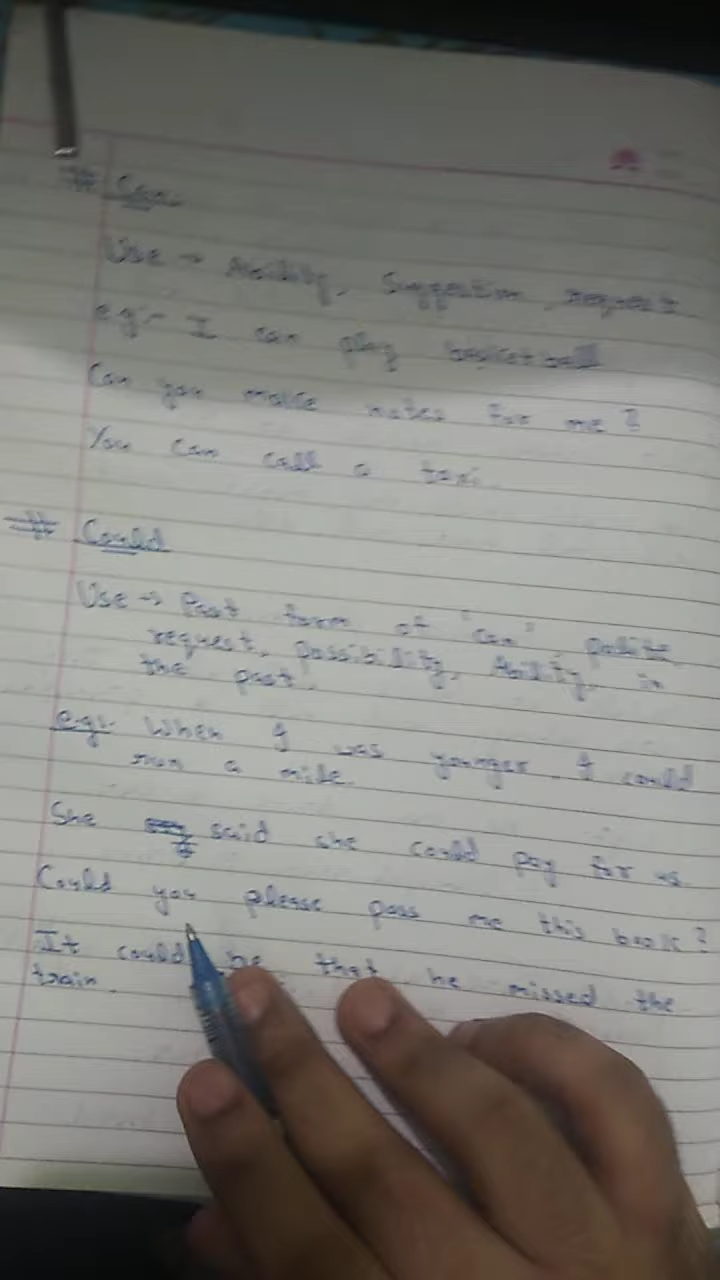 # Can
Use → Ability, Suggestion, request
eg:- I can play basketball
Can you make notes for me?
You can call a taxi
# Could
Use → Past form of "can", polite
request, possibility, Ability, in
the past.
eg:- When I was younger, I could
run a mile.
She said she could pay for us.
Could you please pass me this book?
It could be that he missed the
train.